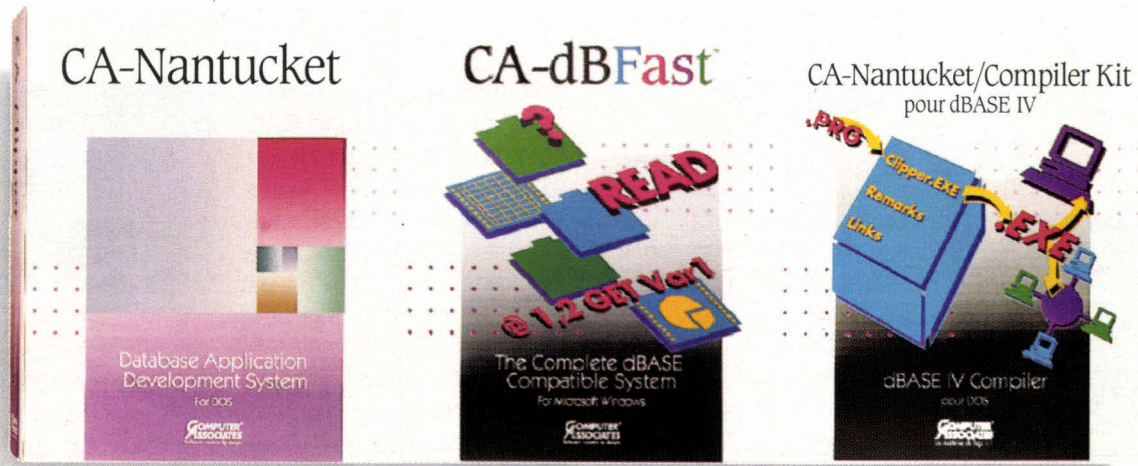 CA-Nantucket
Database Application
Development System
For DOS
COMPUTER
ASSOCIATES
CA-dBFast™
?.
READ
@ 1,2 GET Var1
The Complete dBASE
Compatible System
For Microsoft Windows
COMPUTER
ASSOCIATES
CA-Nantucket/Compiler Kit
pour dBASE IV
.PRG
Clipper.EXE
Remarks
Links
.EXE
dBASE IV Compiler
pour DOS
COMPUTER
ASSOCIATES